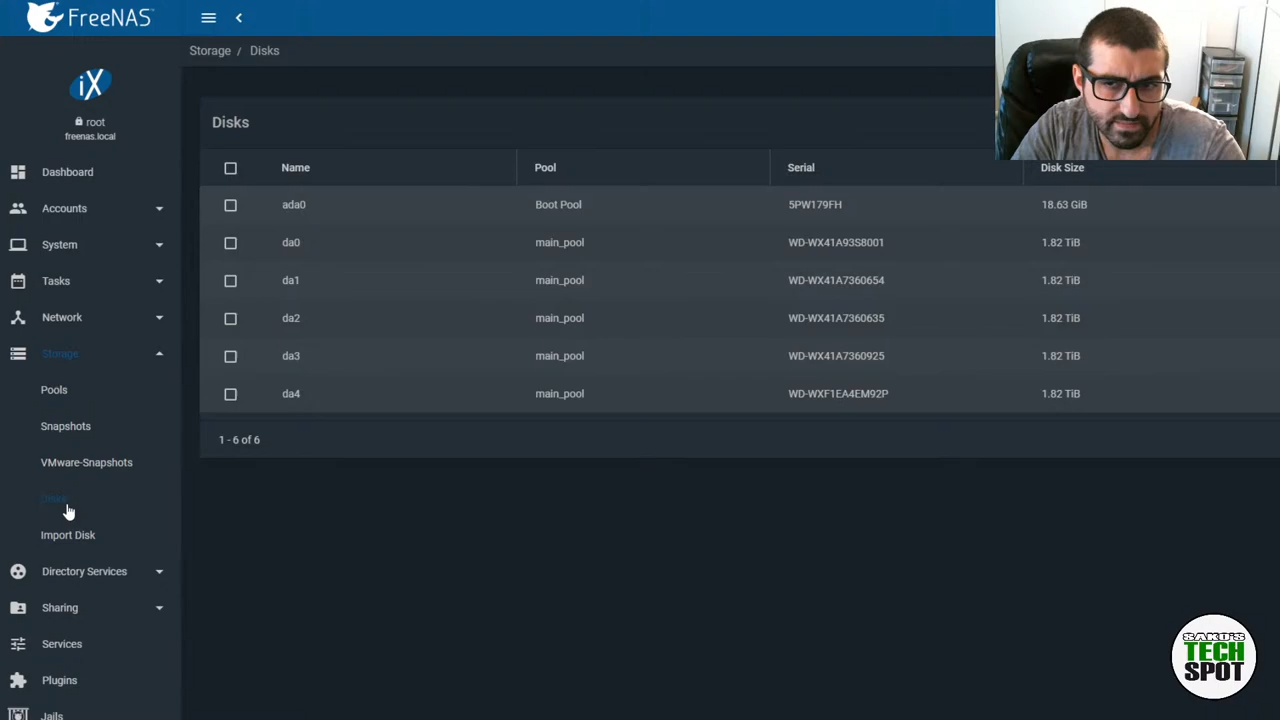 FreeNAS
Storage / Disks
iX
root
freenas.local
Dashboard
Accounts
System
Tasks
Network
Storage
Pools
Snapshots
VMware-Snapshots
Disks
Import Disk
Directory Services
Sharing
Services
Plugins
Jails
Disks
Name Pool Serial Disk Size
ada0 Boot Pool 5PW179FH 18.63 GiB
da0 main_pool WD-WX41A93S8001 1.82 TiB
da1 main_pool WD-WX41A7360654 1.82 TiB
da2 main_pool WD-WX41A7360635 1.82 TiB
da3 main_pool WD-WX41A7360925 1.82 TiB
da4 main_pool WD-WXF1EA4EM92P 1.82 TiB
1 - 6 of 6
SAKO'S
TECH
SPOT